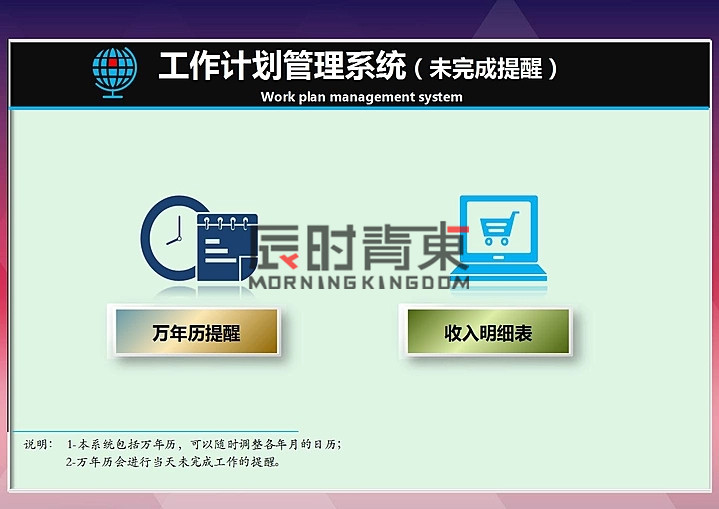 工作计划管理系统（未完成提醒）
Work plan management system
辰时肯東
MORNINGKINGDOM
万年历提醒
收入明细表
说明： 1-本系统包括万年历，可以随时调整各年月的日历；
2-万年历会进行当天未完成工作的提醒。